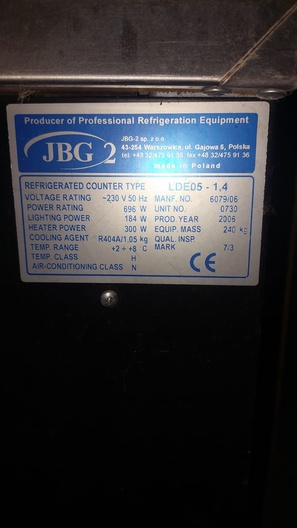 Producer of Professional Refrigeration Equipment
JBG 2
JBG-2 sp. z o.o.
43-254 Warszowice, ul. Gajowa 5, Polska
tel. +48 32/475 91 35, fax +48 32/475 91 36
made in Poland
REFRIGERATED COUNTER TYPE LDE05 - 1,4
VOLTAGE RATING ~230 V 50 Hz MANF. NO. 6079/06
POWER RATING 696 W UNIT NO. 0730
LIGHTING POWER 184 W PROD. YEAR 2006
HEATER POWER 300 W EQUIP. MASS 240 kg
COOLING AGENT R404A/1,05 kg QUAL. INSP.
TEMP. RANGE +2 ÷ +8 C MARK 7/3
TEMP. CLASS H
AIR-CONDITIONING CLASS N
CE